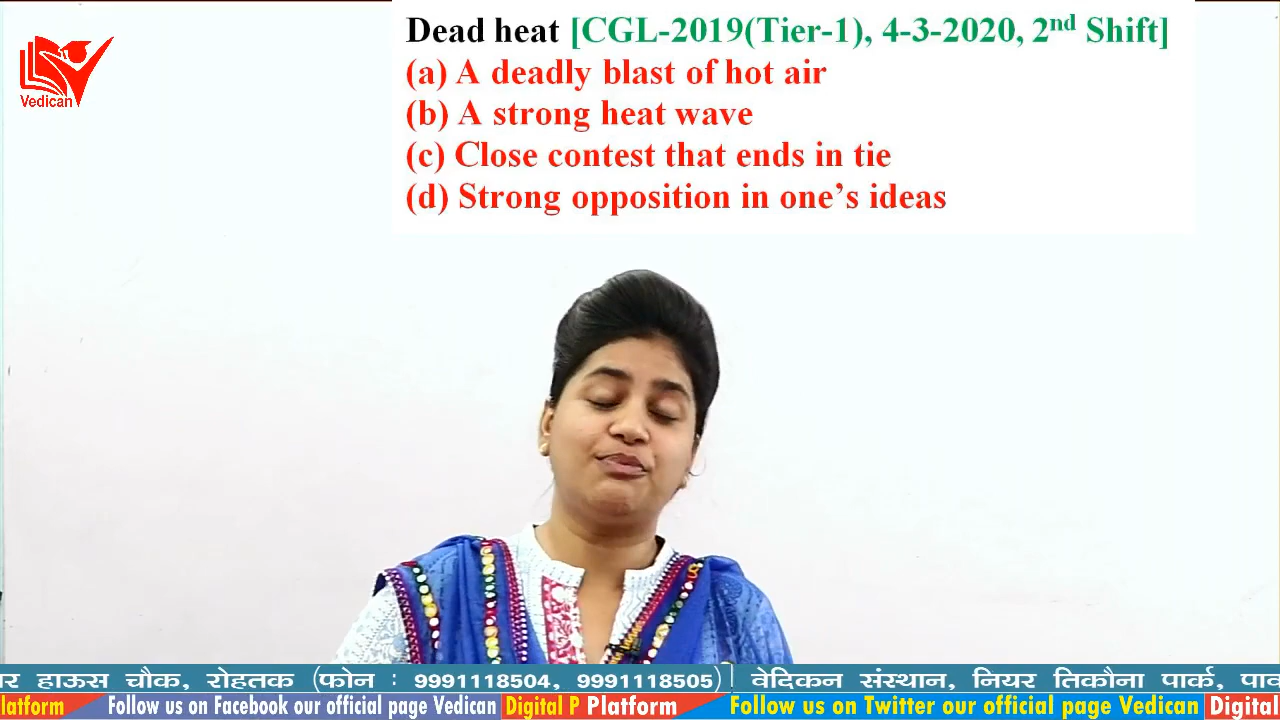 Vedican
Dead heat [CGL-2019(Tier-1), 4-3-2020, 2nd Shift]
(a) A deadly blast of hot air
(b) A strong heat wave
(c) Close contest that ends in tie
(d) Strong opposition in one’s ideas
र हाऊस चौक, रोहतक (फोन : 9991118504, 9991118505) वेदिकन संस्थान, नियर तिकौना पार्क, पाव
latform Follow us on Facebook our official page Vedican Digital P Platform Follow us on Twitter our official page Vedican Digital